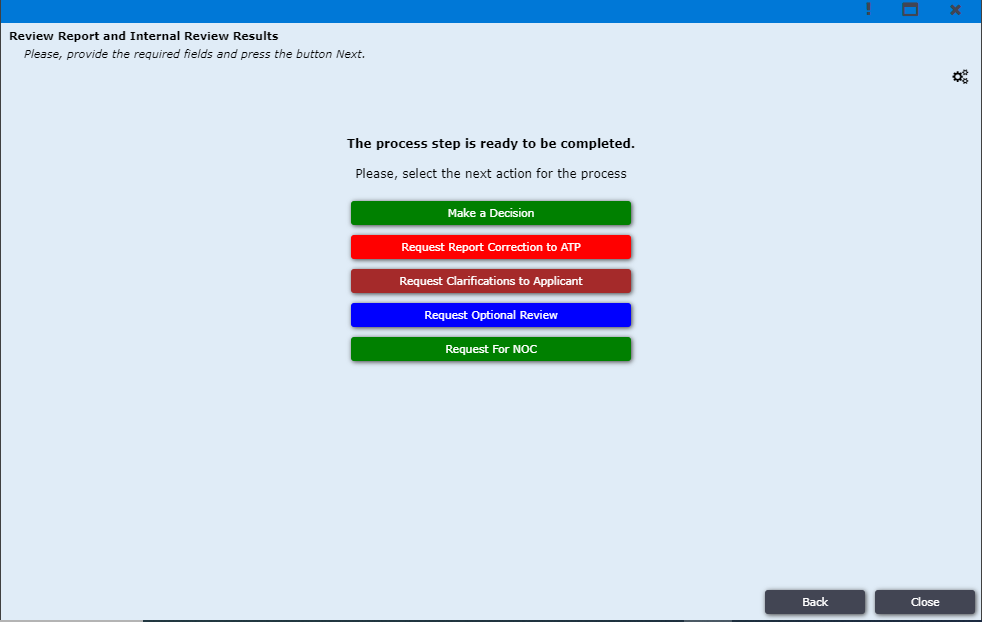 Review Report and Internal Review Results
Please, provide the required fields and press the button Next.
The process step is ready to be completed.
Please, select the next action for the process
Make a Decision
Request Report Correction to ATP
Request Clarifications to Applicant
Request Optional Review
Request For NOC
Back
Close